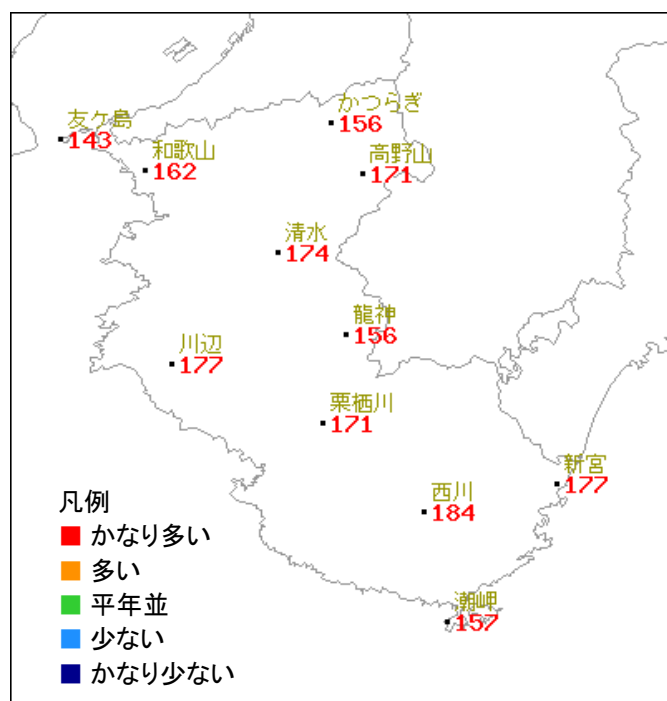 かつらぎ
156
友ケ島
143
和歌山
162
高野山
171
清水
174
龍神
156
川辺
177
栗栖川
171
新宮
177
西川
184
潮岬
157
凡例
かなり多い
多い
平年並
少ない
かなり少ない